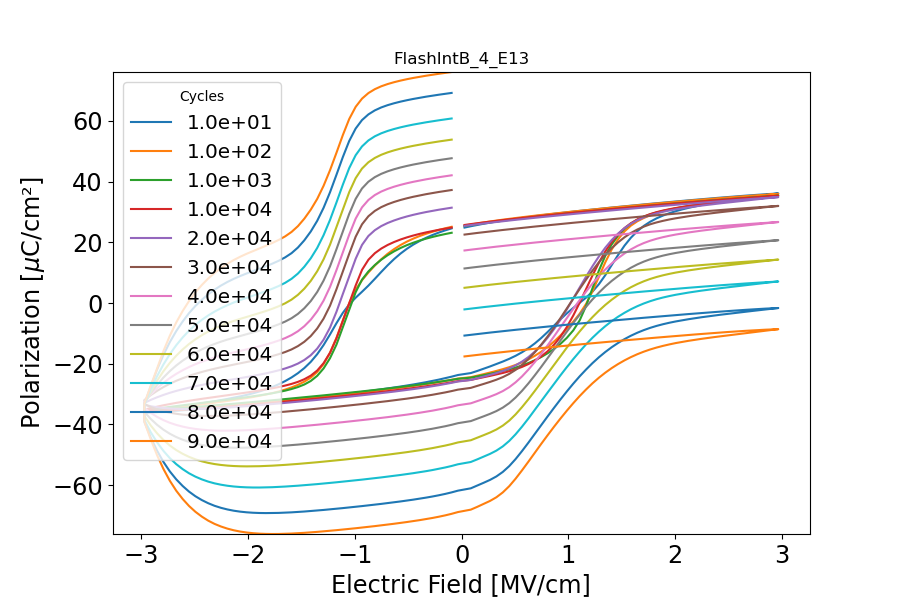 FlashIntB_4_E13
Polarization [μC/cm²]
60
40
20
0
−20
−40
−60
Cycles
1.0e+01
1.0e+02
1.0e+03
1.0e+04
2.0e+04
3.0e+04
4.0e+04
5.0e+04
6.0e+04
7.0e+04
8.0e+04
9.0e+04
−3 −2 −1 0 1 2 3
Electric Field [MV/cm]